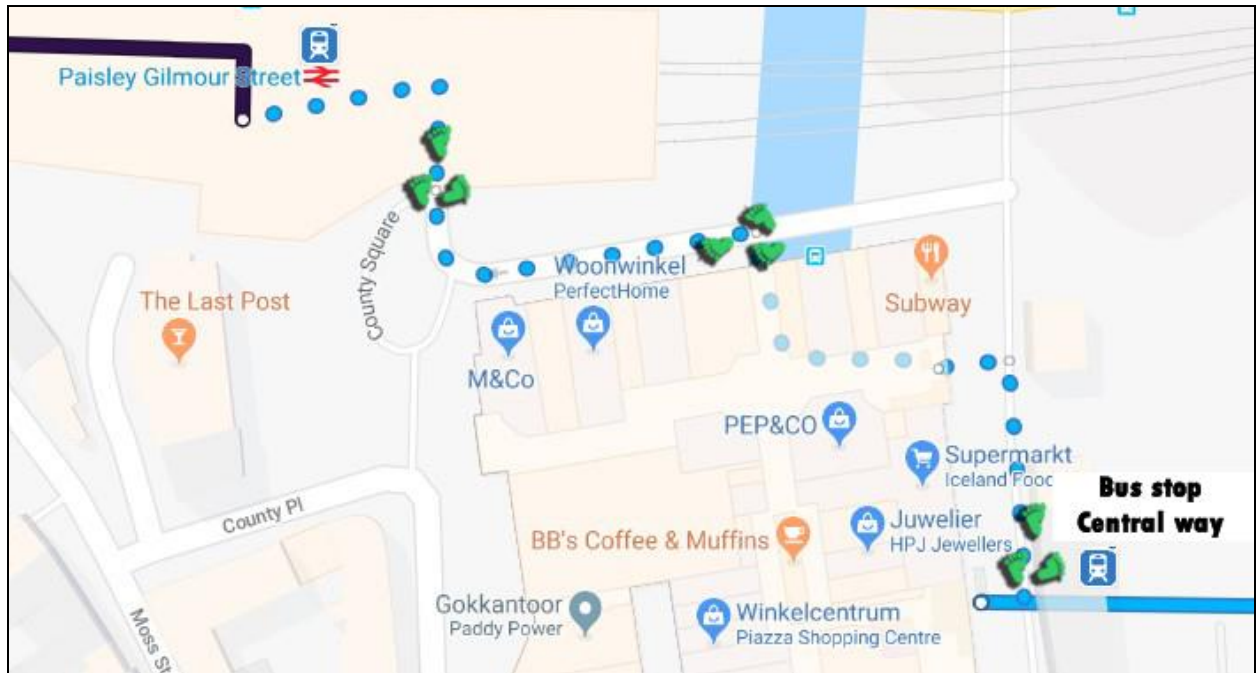 Paisley Gilmour Street
County Square
The Last Post
Woonwinkel
PerfectHome
M&Co
Subway
PEP&CO
Supermarkt
Iceland Food
Bus stop
Central way
County Pl
BB's Coffee & Muffins
Juwelier
HPJ Jewellers
Gokkantoor
Paddy Power
Winkelcentrum
Piazza Shopping Centre
Moss St